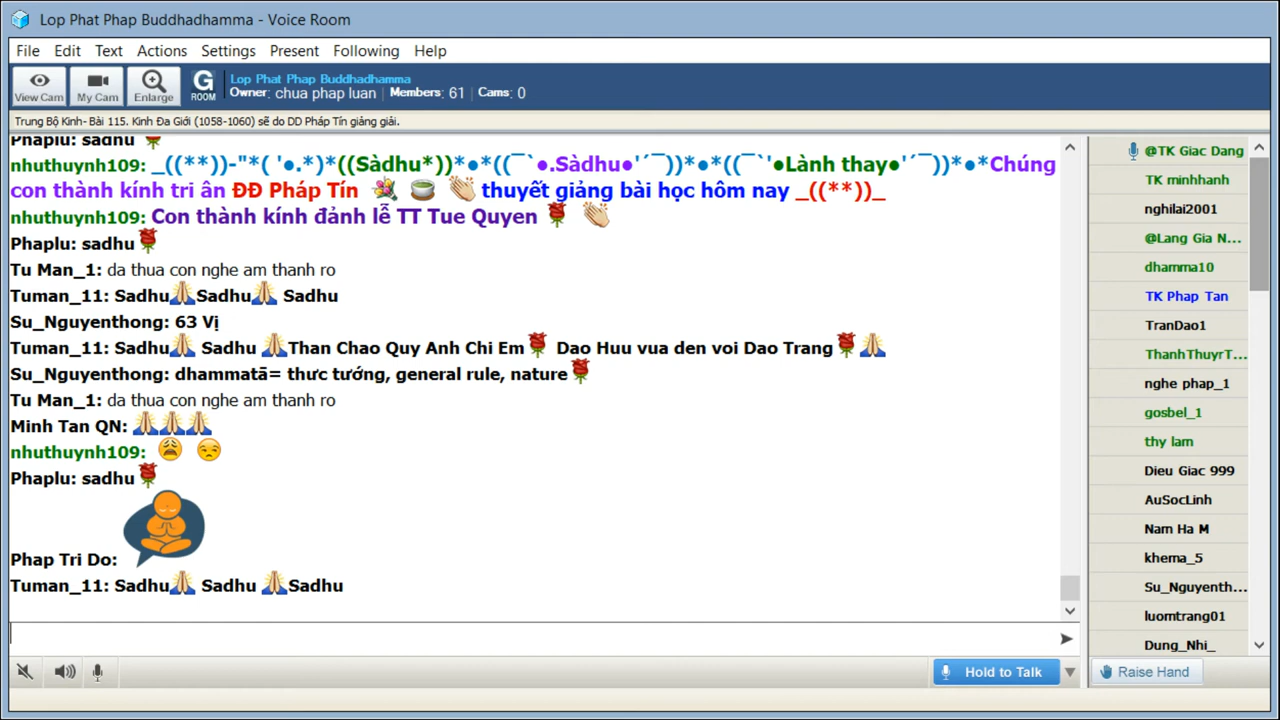 Lop Phat Phap Buddhadhamma - Voice Room
File Edit Text Actions Settings Present Following Help
View Cam My Cam Enlarge G ROOM
Lop Phat Phap Buddhadhamma
Owner: chua phap luan | Members: 61 | Cams: 0
Trung Bộ Kinh- Bài 115. Kinh Đa Giới (1058-1060) sẽ do DD Pháp Tín giảng giải.
Phaplu: sadhu
nhuthuynh109: _((**))-"*( '●.*)*((Sàdhu*))*●*((¯`●.Sàdhu●'´¯))*●*((¯`'●Lành thay●'´¯))*●*Chúng
con thành kính tri ân ĐĐ Pháp Tín thuyết giảng bài học hôm nay _((**))_
nhuthuynh109: Con thành kính đảnh lễ TT Tue Quyen
Phaplu: sadhu
Tu Man_1: da thua con nghe am thanh ro
Tuman_11: Sadhu Sadhu Sadhu
Su_Nguyenthong: 63 Vị
Tuman_11: Sadhu Sadhu Than Chao Quy Anh Chi Em Dao Huu vua den voi Dao Trang
Su_Nguyenthong: dhammatā= thực tướng, general rule, nature
Tu Man_1: da thua con nghe am thanh ro
Minh Tan QN:
nhuthuynh109:
Phaplu: sadhu
Phap Tri Do:
Tuman_11: Sadhu Sadhu Sadhu
Hold to Talk
@TK Giac Dang
TK minhhanh
nghilai2001
@Lang Gia N...
dhamma10
TK Phap Tan
TranDao1
ThanhThuyrT...
nghe phap_1
gosbel_1
thy lam
Dieu Giac 999
AuSocLinh
Nam Ha M
khema_5
Su_Nguyenth...
luomtrang01
Dung_Nhi_
Raise Hand